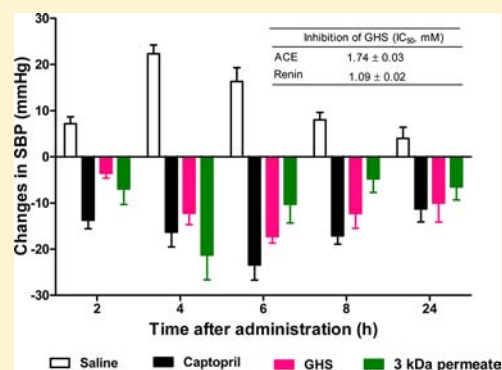 Inhibition of GHS (IC50, mM)
ACE 1.74 ± 0.03
Renin 1.09 ± 0.02
Changes in SBP (mmHg)
30
20
10
0
-10
-20
-30
2 4 6 8 24
Time after administration (h)
Saline Captopril GHS 3 kDa permeate